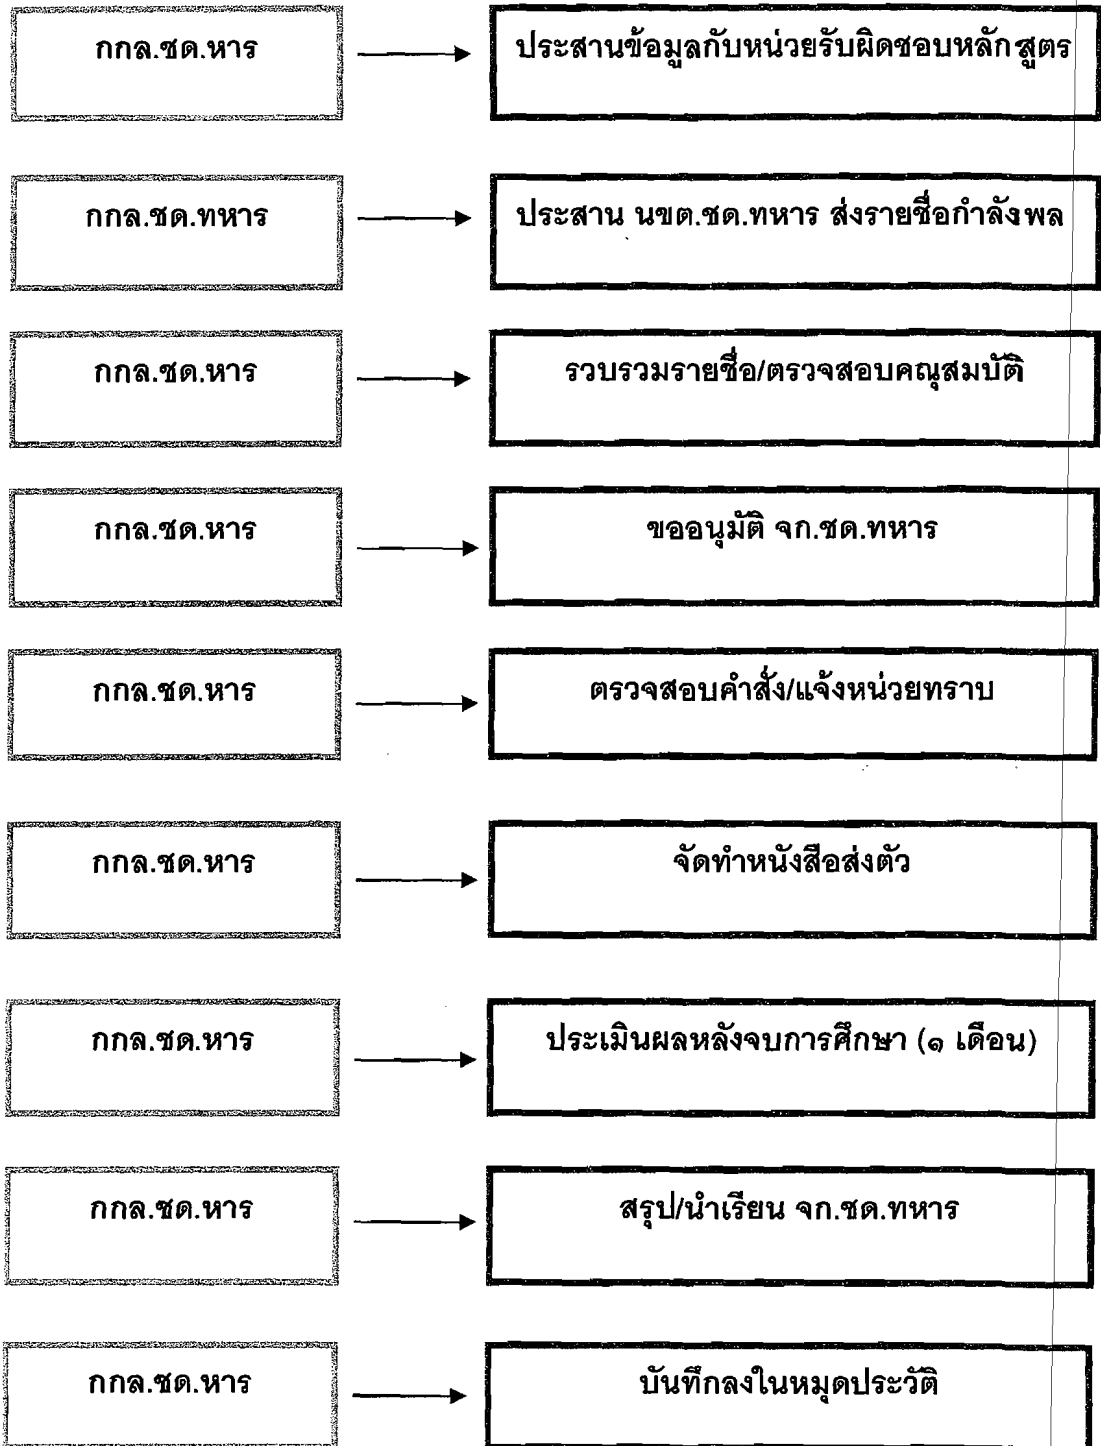 กกล.ชด.หาร
ประสานข้อมูลกับหน่วยรับผิดชอบหลักสูตร
กกล.ชด.ทหาร
ประสาน นขต.ชด.ทหาร ส่งรายชื่อกำลังพล
กกล.ชด.หาร
รวบรวมรายชื่อ/ตรวจสอบคณุสมบัติ
กกล.ชด.หาร
ขออนุมัติ จก.ชด.ทหาร
กกล.ชด.หาร
ตรวจสอบคำสั่ง/แจ้งหน่วยทราบ
กกล.ชด.หาร
จัดทำหนังสือส่งตัว
กกล.ชด.หาร
ประเมินผลหลังจบการศึกษา (๑ เดือน)
กกล.ชด.หาร
สรุป/นำเรียน จก.ชด.ทหาร
กกล.ชด.หาร
บันทึกลงในหมุดประวัติ